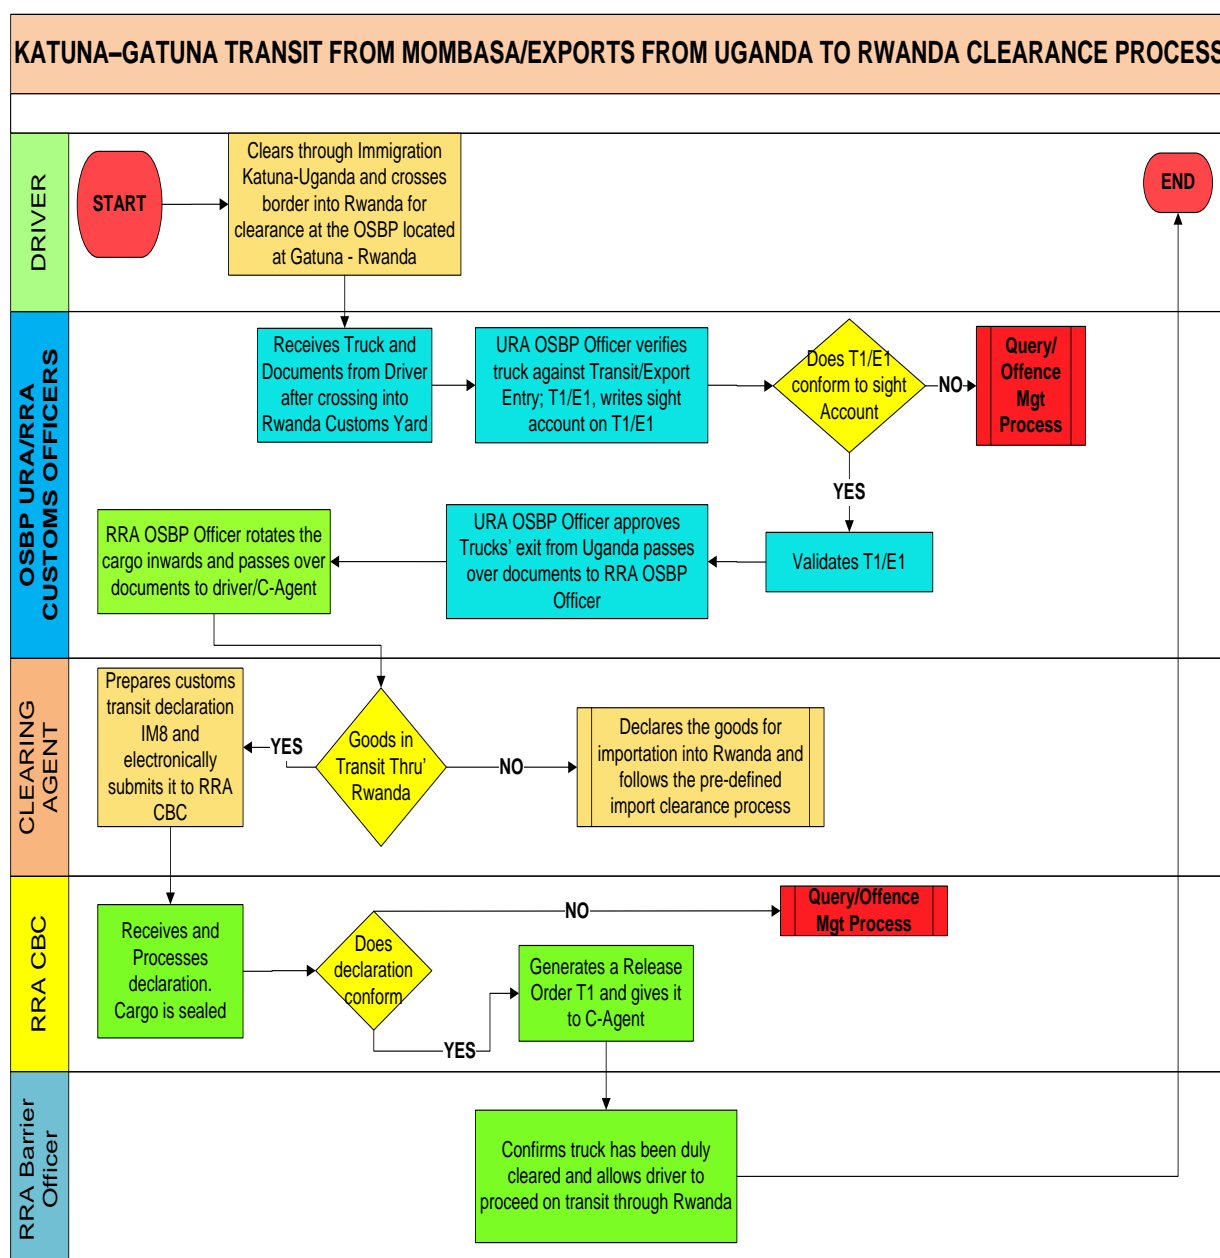 KATUNA–GATUNA TRANSIT FROM MOMBASA/EXPORTS FROM UGANDA TO RWANDA CLEARANCE PROCESS
DRIVER
START
Clears through Immigration
Katuna-Uganda and crosses
border into Rwanda for
clearance at the OSBP located
at Gatuna - Rwanda
END
OSBP URA/RRA
CUSTOMS OFFICERS
Receives Truck and
Documents from Driver
after crossing into
Rwanda Customs Yard
URA OSBP Officer verifies
truck against Transit/Export
Entry; T1/E1, writes sight
account on T1/E1
Does T1/E1
conform to sight
Account
NO
Query/
Offence
Mgt
Process
YES
Validates T1/E1
URA OSBP Officer approves
Trucks’ exit from Uganda passes
over documents to RRA OSBP
Officer
RRA OSBP Officer rotates the
cargo inwards and passes over
documents to driver/C-Agent
CLEARING
AGENT
Prepares customs
transit declaration
IM8 and
electronically
submits it to RRA
CBC
YES
Goods in
Transit Thru’
Rwanda
NO
Declares the goods for
importation into Rwanda and
follows the pre-defined
import clearance process
RRA CBC
Receives and
Processes
declaration.
Cargo is sealed
Does
declaration
conform
NO
Query/Offence
Mgt Process
YES
Generates a Release
Order T1 and gives it
to C-Agent
RRA Barrier
Officer
Confirms truck has been duly
cleared and allows driver to
proceed on transit through Rwanda